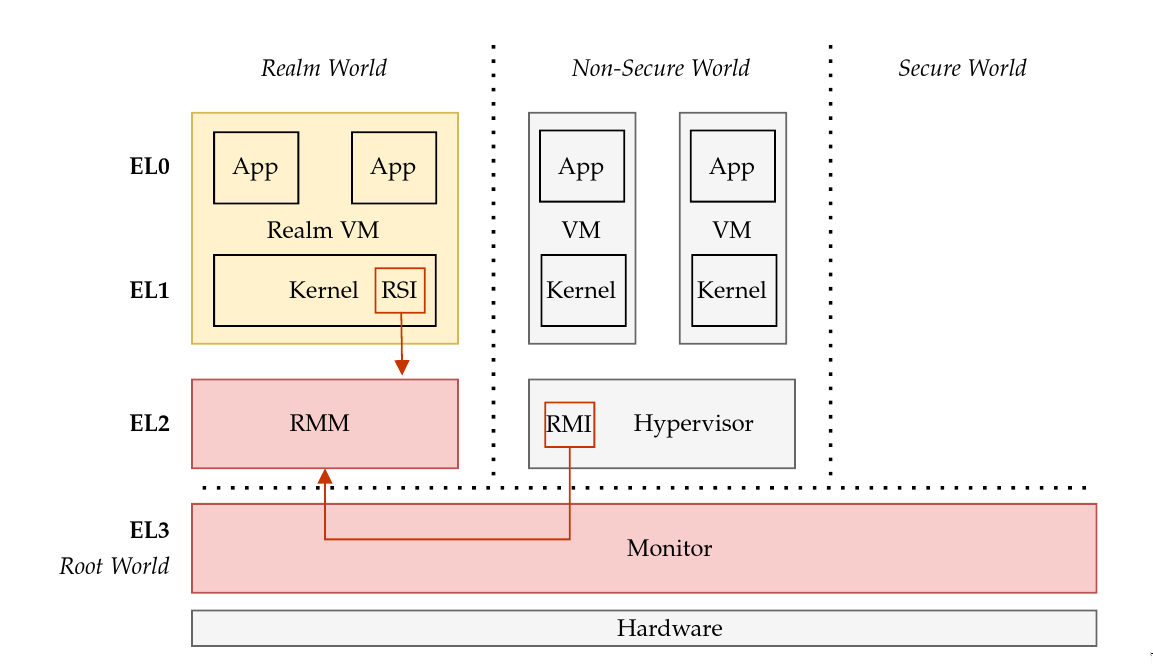 Realm World
Non-Secure World
Secure World
EL0
App
App
App
App
Realm VM
VM
VM
EL1
Kernel
RSI
Kernel
Kernel
EL2
RMM
RMI
Hypervisor
EL3
Root World
Monitor
Hardware